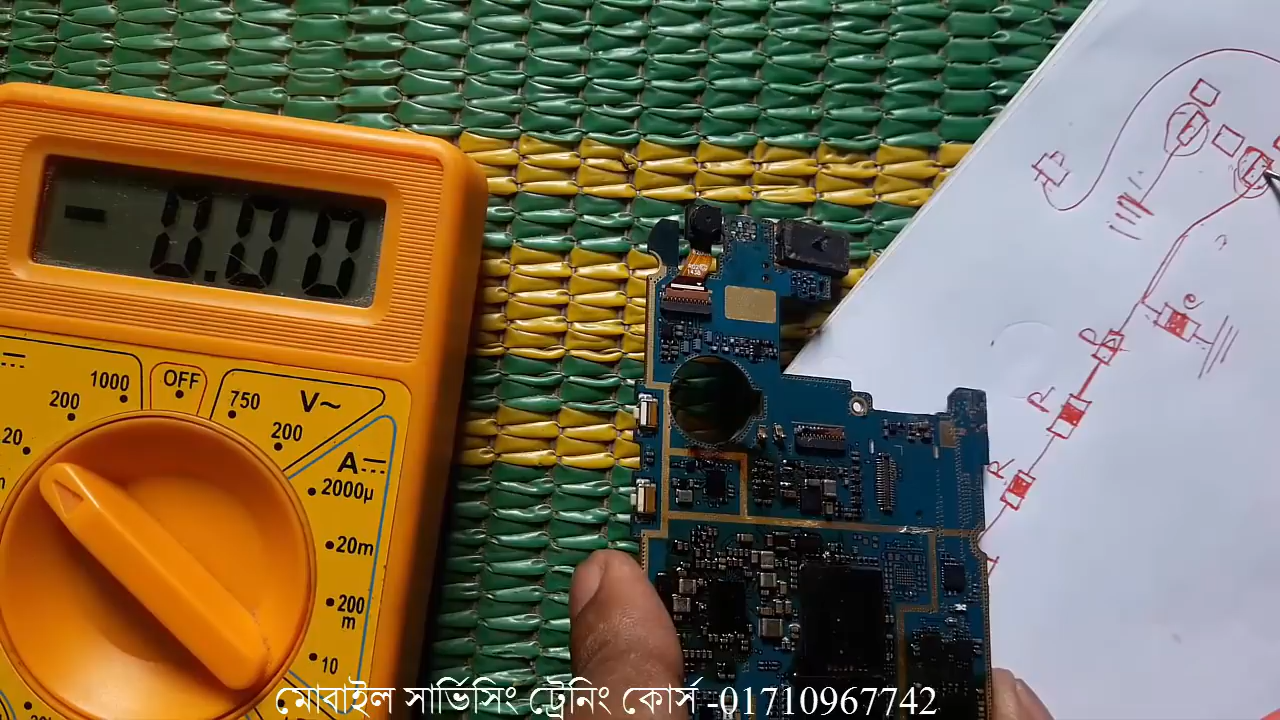 - 0.00
OFF
1000
750
V~
200
200
20
A
2000µ
20m
200
m
10
R
R
মোবাইল সার্ভিসিং ট্রেনিং কোর্স -01710967742